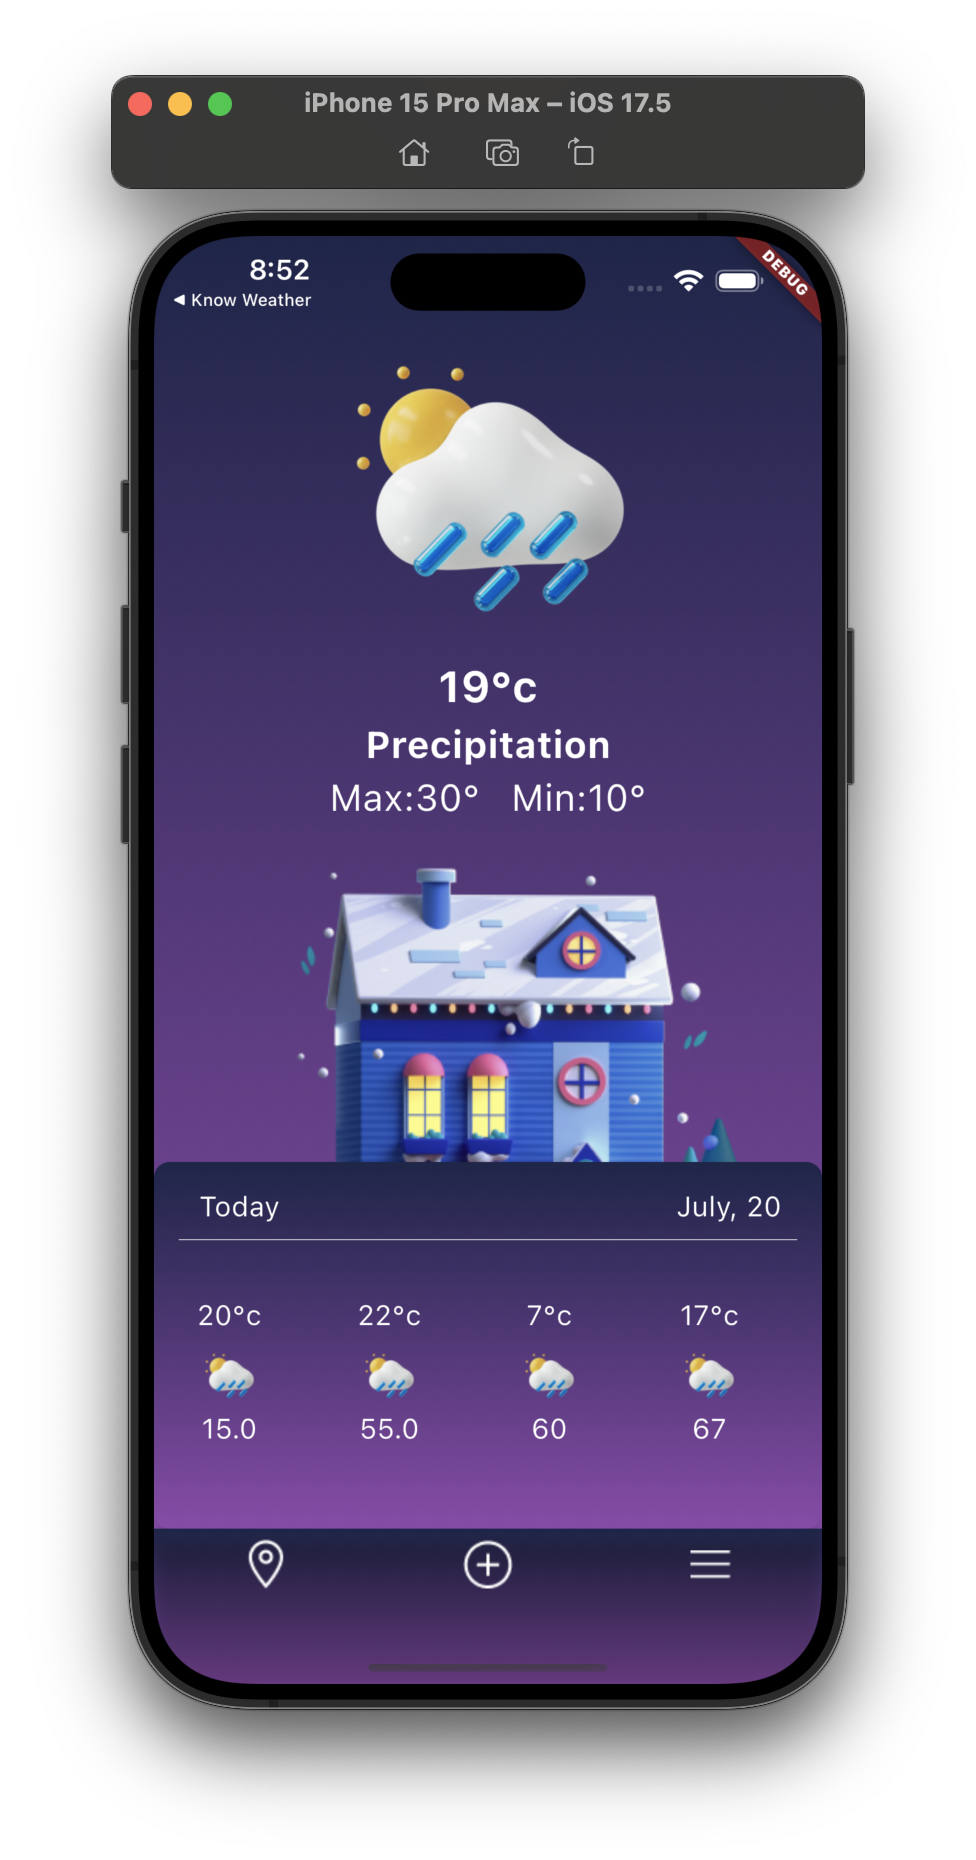 iPhone 15 Pro Max – iOS 17.5
8:52
DEBUG
◀ Know Weather
19°c
Precipitation
Max:30° Min:10°
Today July, 20
20°c 22°c 7°c 17°c
15.0 55.0 60 67